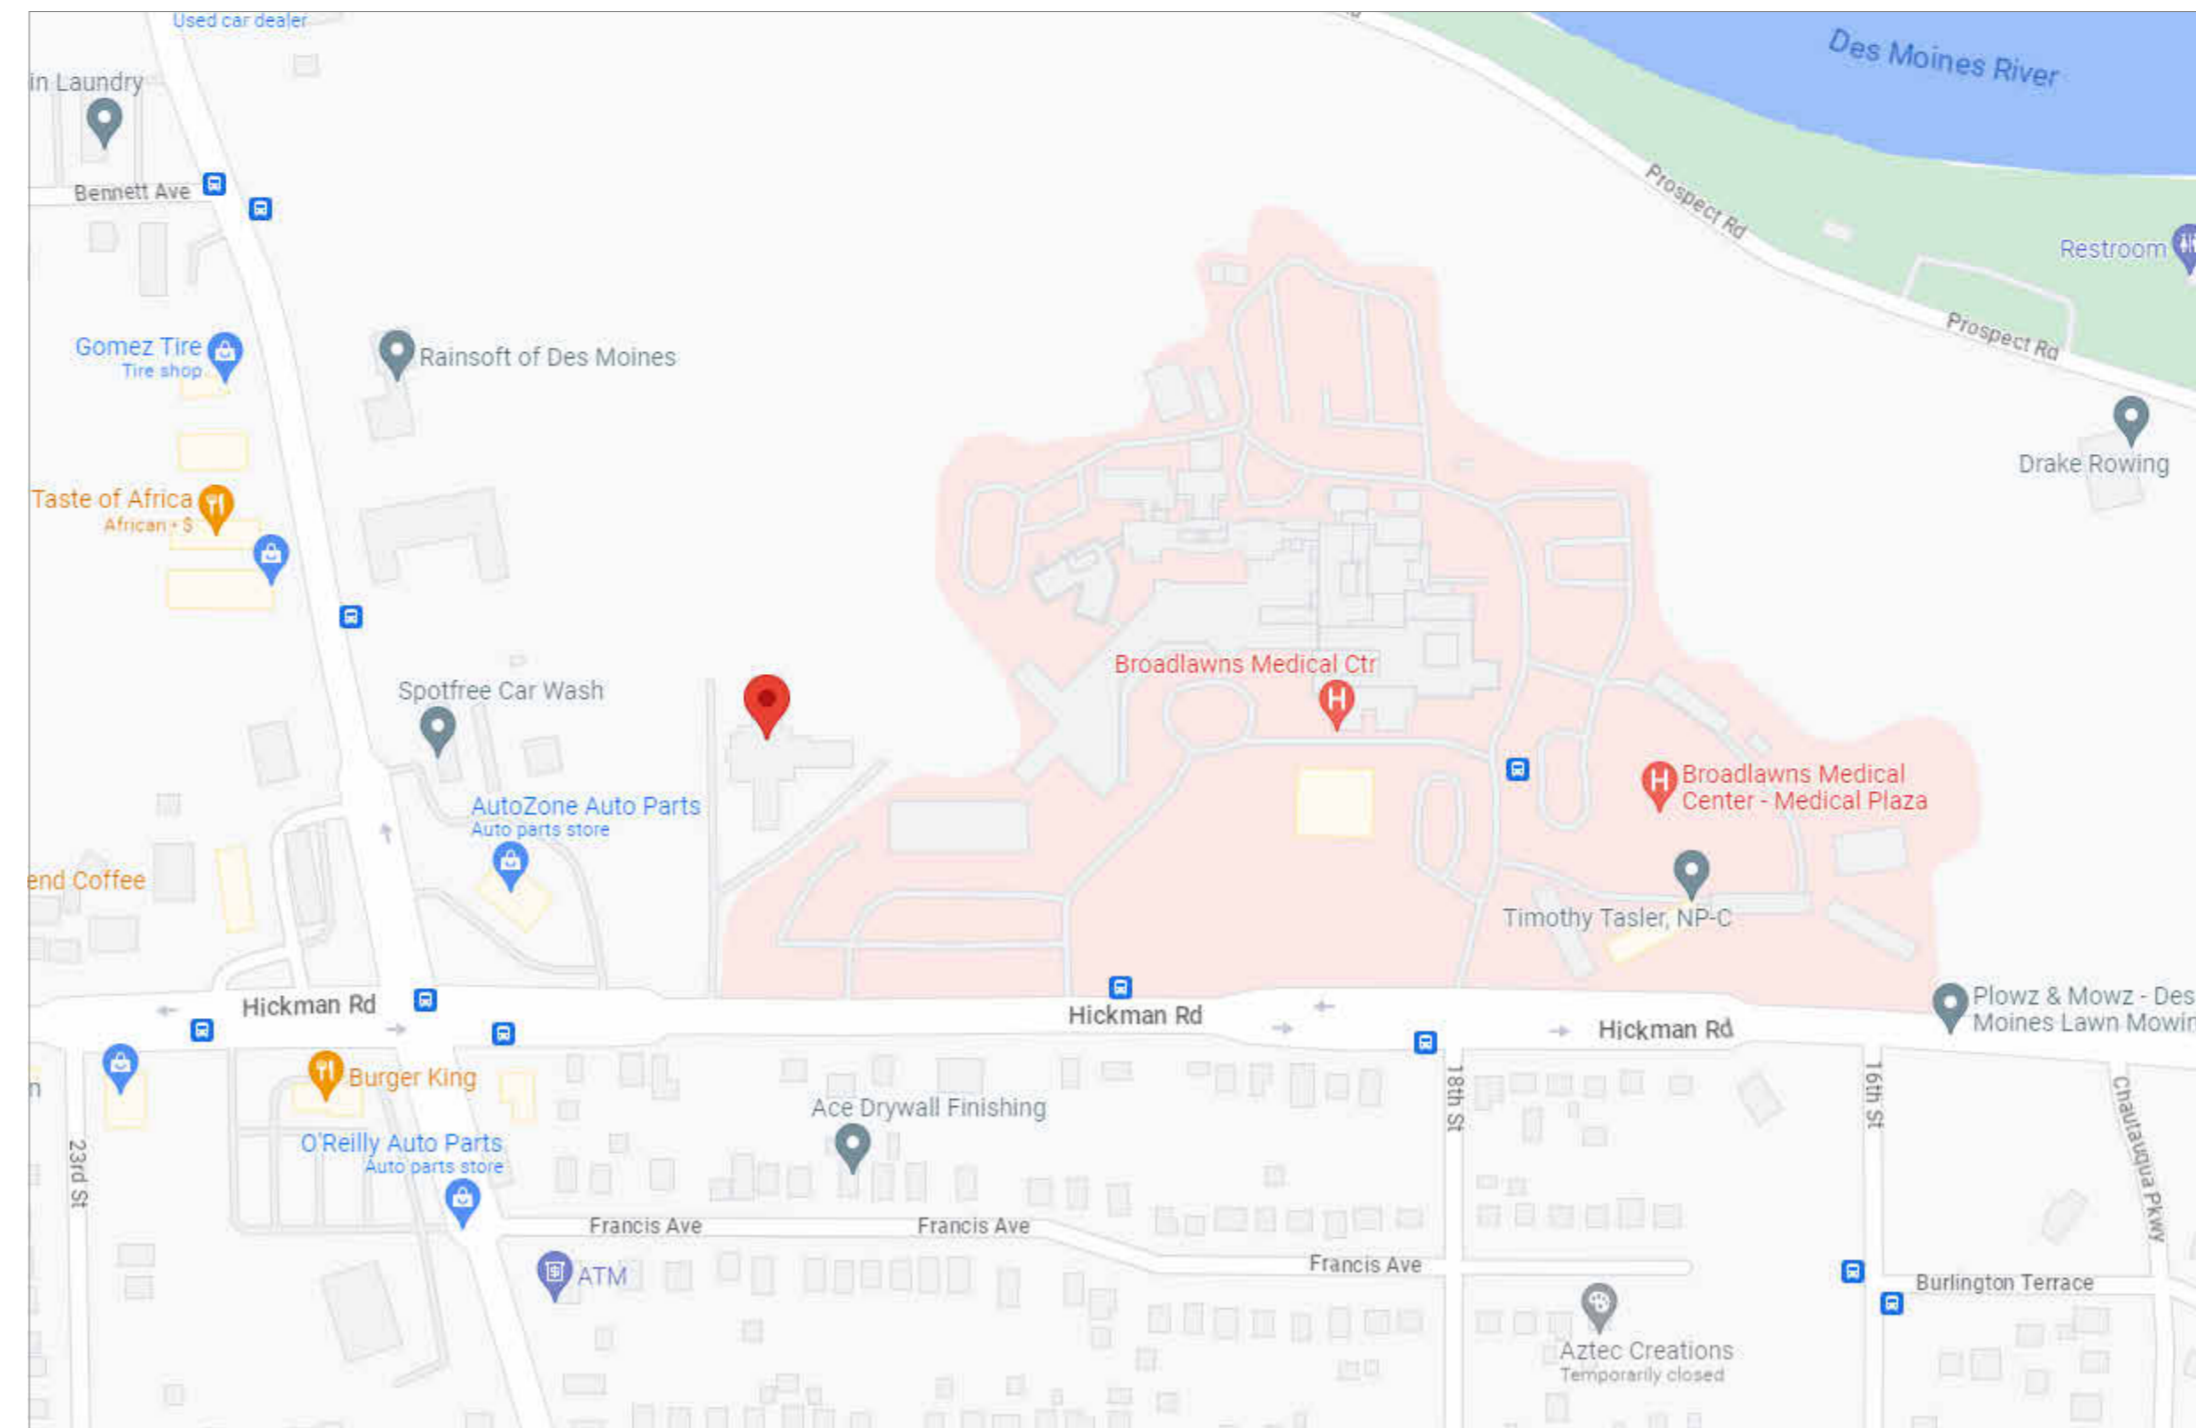 Used car dealer
Des Moines River
in Laundry
Bennett Ave
Prospect Rd
Restroom
Gomez Tire
Tire shop
Rainsoft of Des Moines
Prospect Rd
Drake Rowing
Taste of Africa
African • $
Broadlawns Medical Ctr
H
Spotfree Car Wash
H
Broadlawns Medical
Center - Medical Plaza
AutoZone Auto Parts
Auto parts store
end Coffee
Timothy Tasler, NP-C
Hickman Rd
Hickman Rd
Hickman Rd
Plowz & Mowz - Des
Moines Lawn Mowin
Burger King
n
Ace Drywall Finishing
18th St
16th St
Chautauqua Pkwy
O'Reilly Auto Parts
Auto parts store
23rd St
Francis Ave
Francis Ave
Francis Ave
$
ATM
Burlington Terrace
Aztec Creations
Temporarily closed